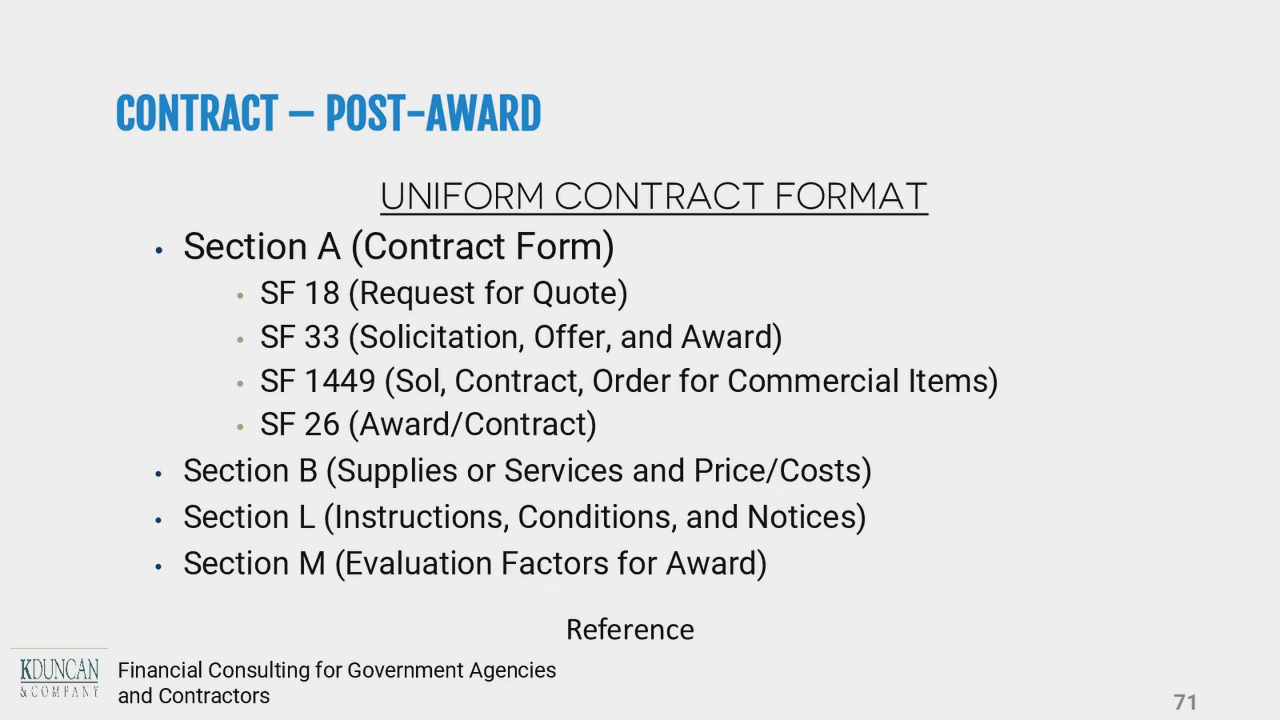 CONTRACT – POST-AWARD
UNIFORM CONTRACT FORMAT
• Section A (Contract Form)
• SF 18 (Request for Quote)
• SF 33 (Solicitation, Offer, and Award)
• SF 1449 (Sol, Contract, Order for Commercial Items)
• SF 26 (Award/Contract)
• Section B (Supplies or Services and Price/Costs)
• Section L (Instructions, Conditions, and Notices)
• Section M (Evaluation Factors for Award)
Reference
KDUNCAN
& COMPANY
Financial Consulting for Government Agencies
and Contractors
71